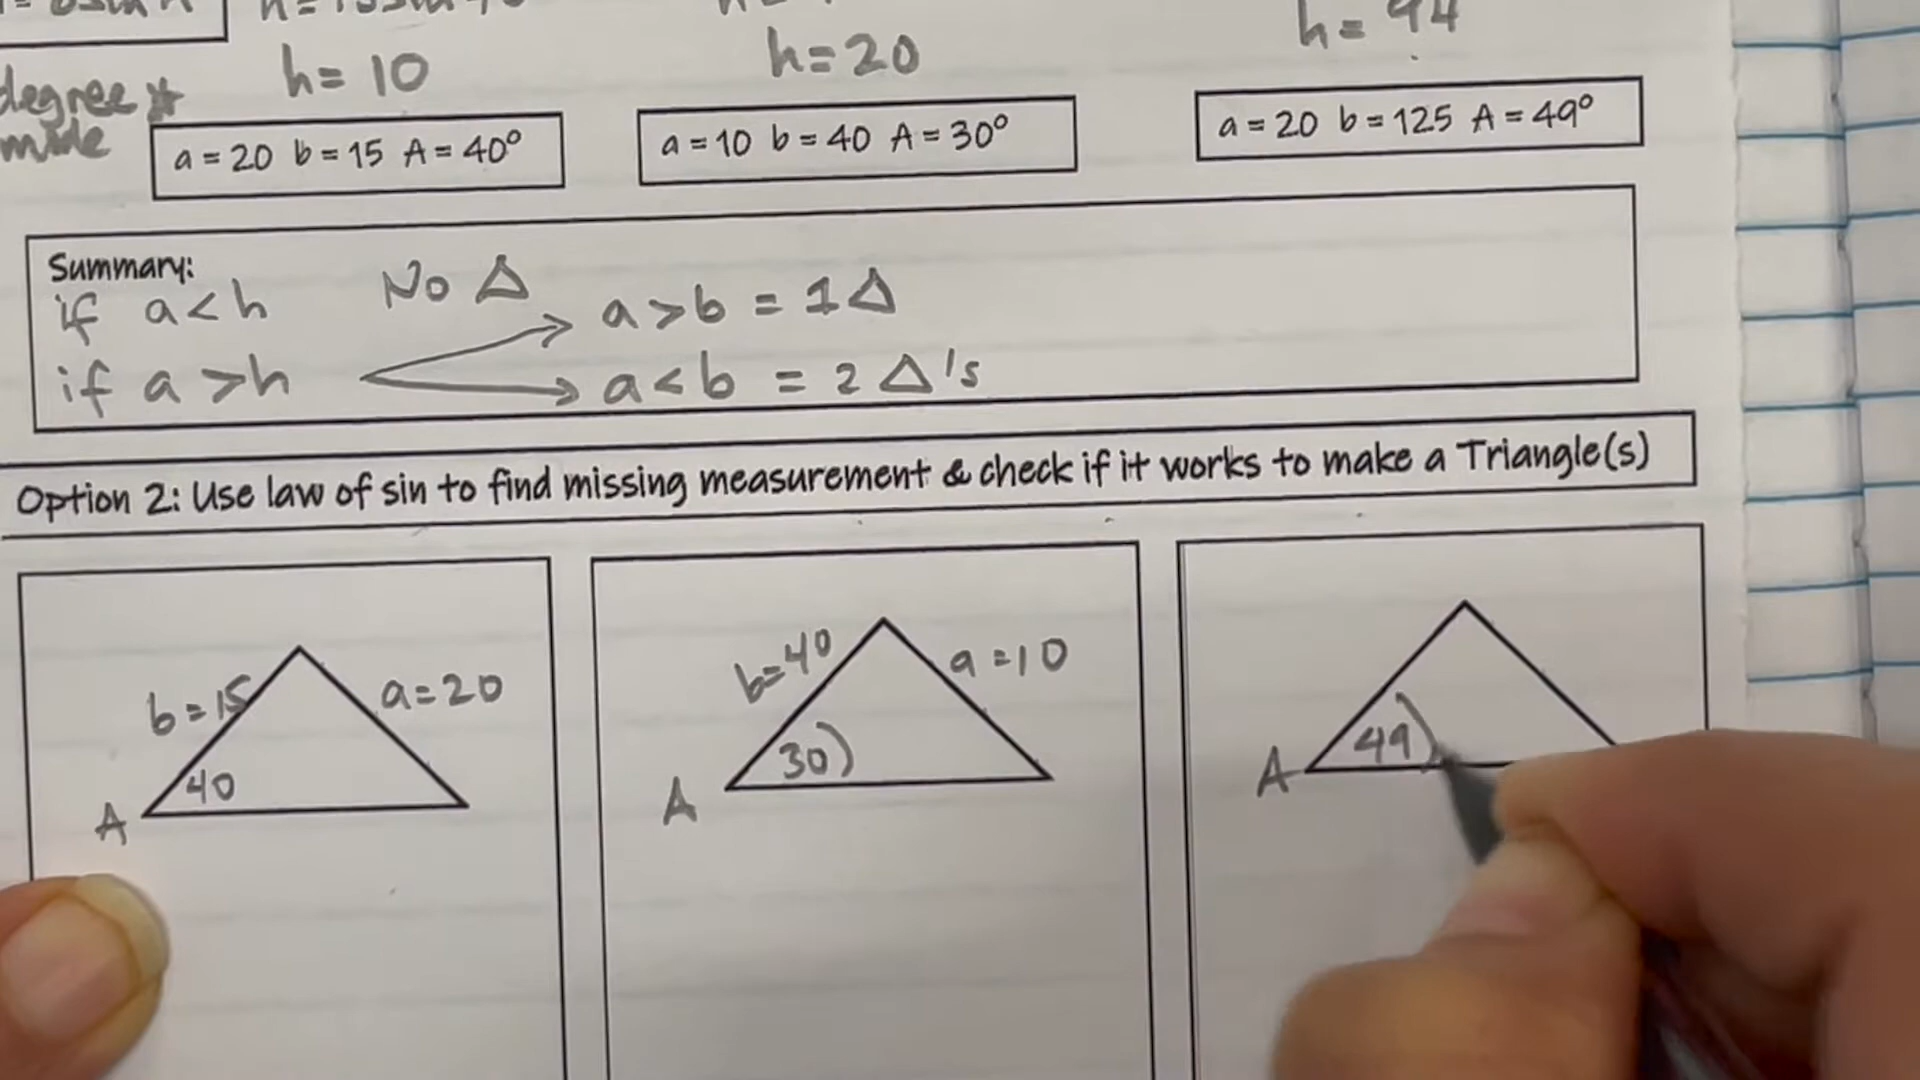 h = 10
h = 20
h = 94
degree *
mode
a = 20 b = 15 A = 40°
a = 10 b = 40 A = 30°
a = 20 b = 125 A = 49°
Summary:
if a < h No Δ
if a > h
a > b = 1 Δ
a < b = 2 Δ's
Option 2: Use law of sin to find missing measurement & check if it works to make a Triangle(s)
b = 15
a = 20
40
A
b = 40
a = 10
30
A
49
A